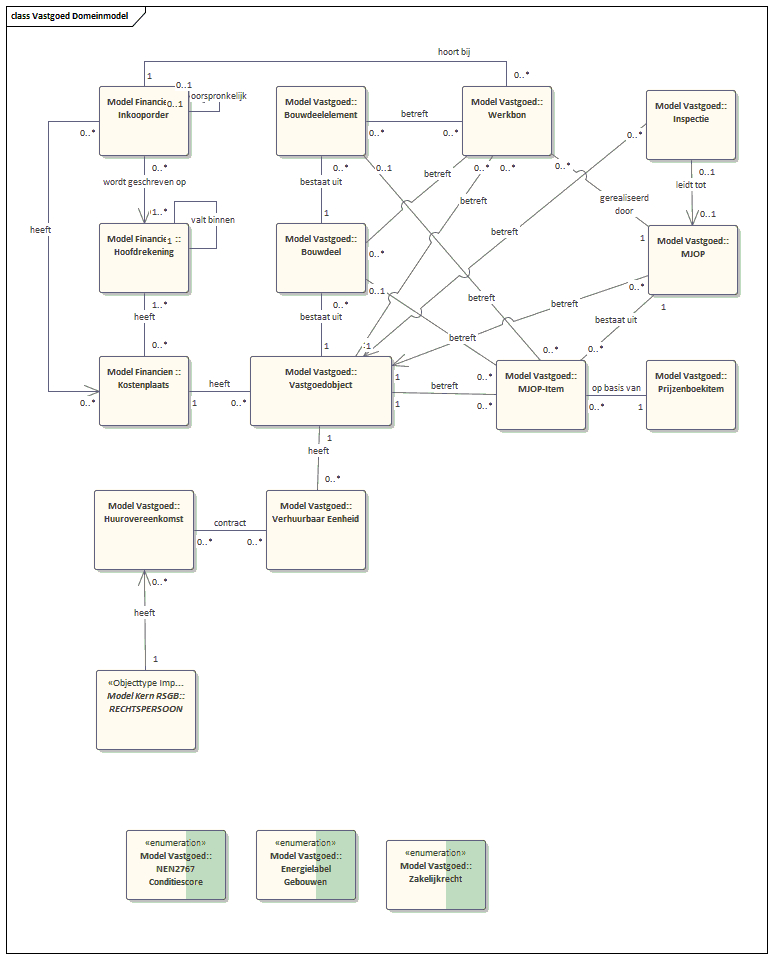 class Vastgoed Domeinmodel
hoort bij
1
0..*
0..1
oorspronkelijk
0..1
Model Financie
Inkooporder
0..*
0..*
Model Vastgoed::
Bouwdeelelement
0..*
betreft
0..*
Model Vastgoed::
Werkbon
Model Vastgoed::
Inspectie
0..*
0..1
leidt tot
0..1
wordt geschreven op
1..*
0..*
0..1
bestaat uit
1
betreft
0..*
0..*
0..*
betreft
gerealiseerd
door
1
valt binnen
1
Model Financie ::
Hoofdrekening
heeft
Model Vastgoed::
Bouwdeel
0..*
0..1
betreft
Model Vastgoed::
MJOP
0..*
1
1..*
heeft
0..*
0..*
bestaat uit
1
:1
betreft
betreft
betreft
bestaat uit
0..*
0..*
Model Financien ::
Kostenplaats
0..*
1
heeft
0..*
Model Vastgoed::
Vastgoedobject
1
1
betreft
0..*
0..*
Model Vastgoed::
MJOP-Item
op basis van
0..*
1
Model Vastgoed::
Prijzenboekitem
1
heeft
0..*
Model Vastgoed::
Huurovereenkomst
contract
0..*
0..*
Model Vastgoed::
Verhuurbaar Eenheid
0..*
heeft
1
«Objecttype Imp...
Model Kern RSGB::
RECHTSPERSOON
«enumeration»
Model Vastgoed::
NEN2767
Conditiescore
«enumeration»
Model Vastgoed::
Energielabel
Gebouwen
«enumeration»
Model Vastgoed::
Zakelijkrecht